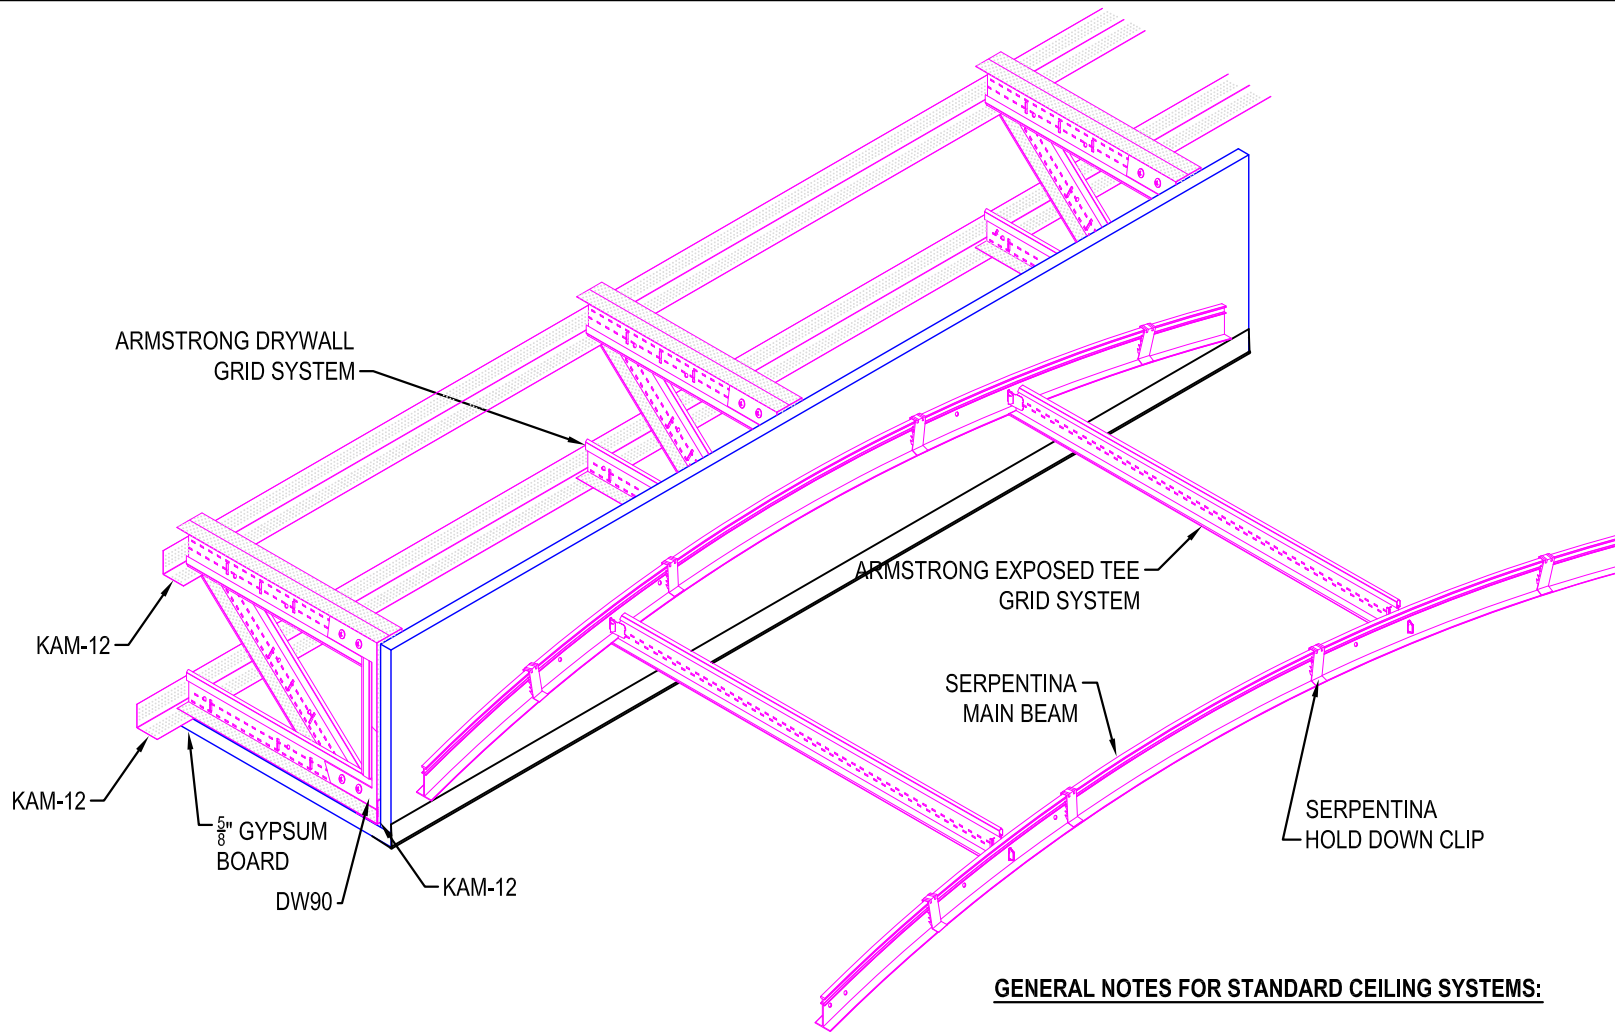 ARMSTRONG DRYWALL
GRID SYSTEM
ARMSTRONG EXPOSED TEE
GRID SYSTEM
KAM-12
SERPENTINA
MAIN BEAM
KAM-12
5/8" GYPSUM
BOARD
SERPENTINA
HOLD DOWN CLIP
DW90
KAM-12
GENERAL NOTES FOR STANDARD CEILING SYSTEMS: